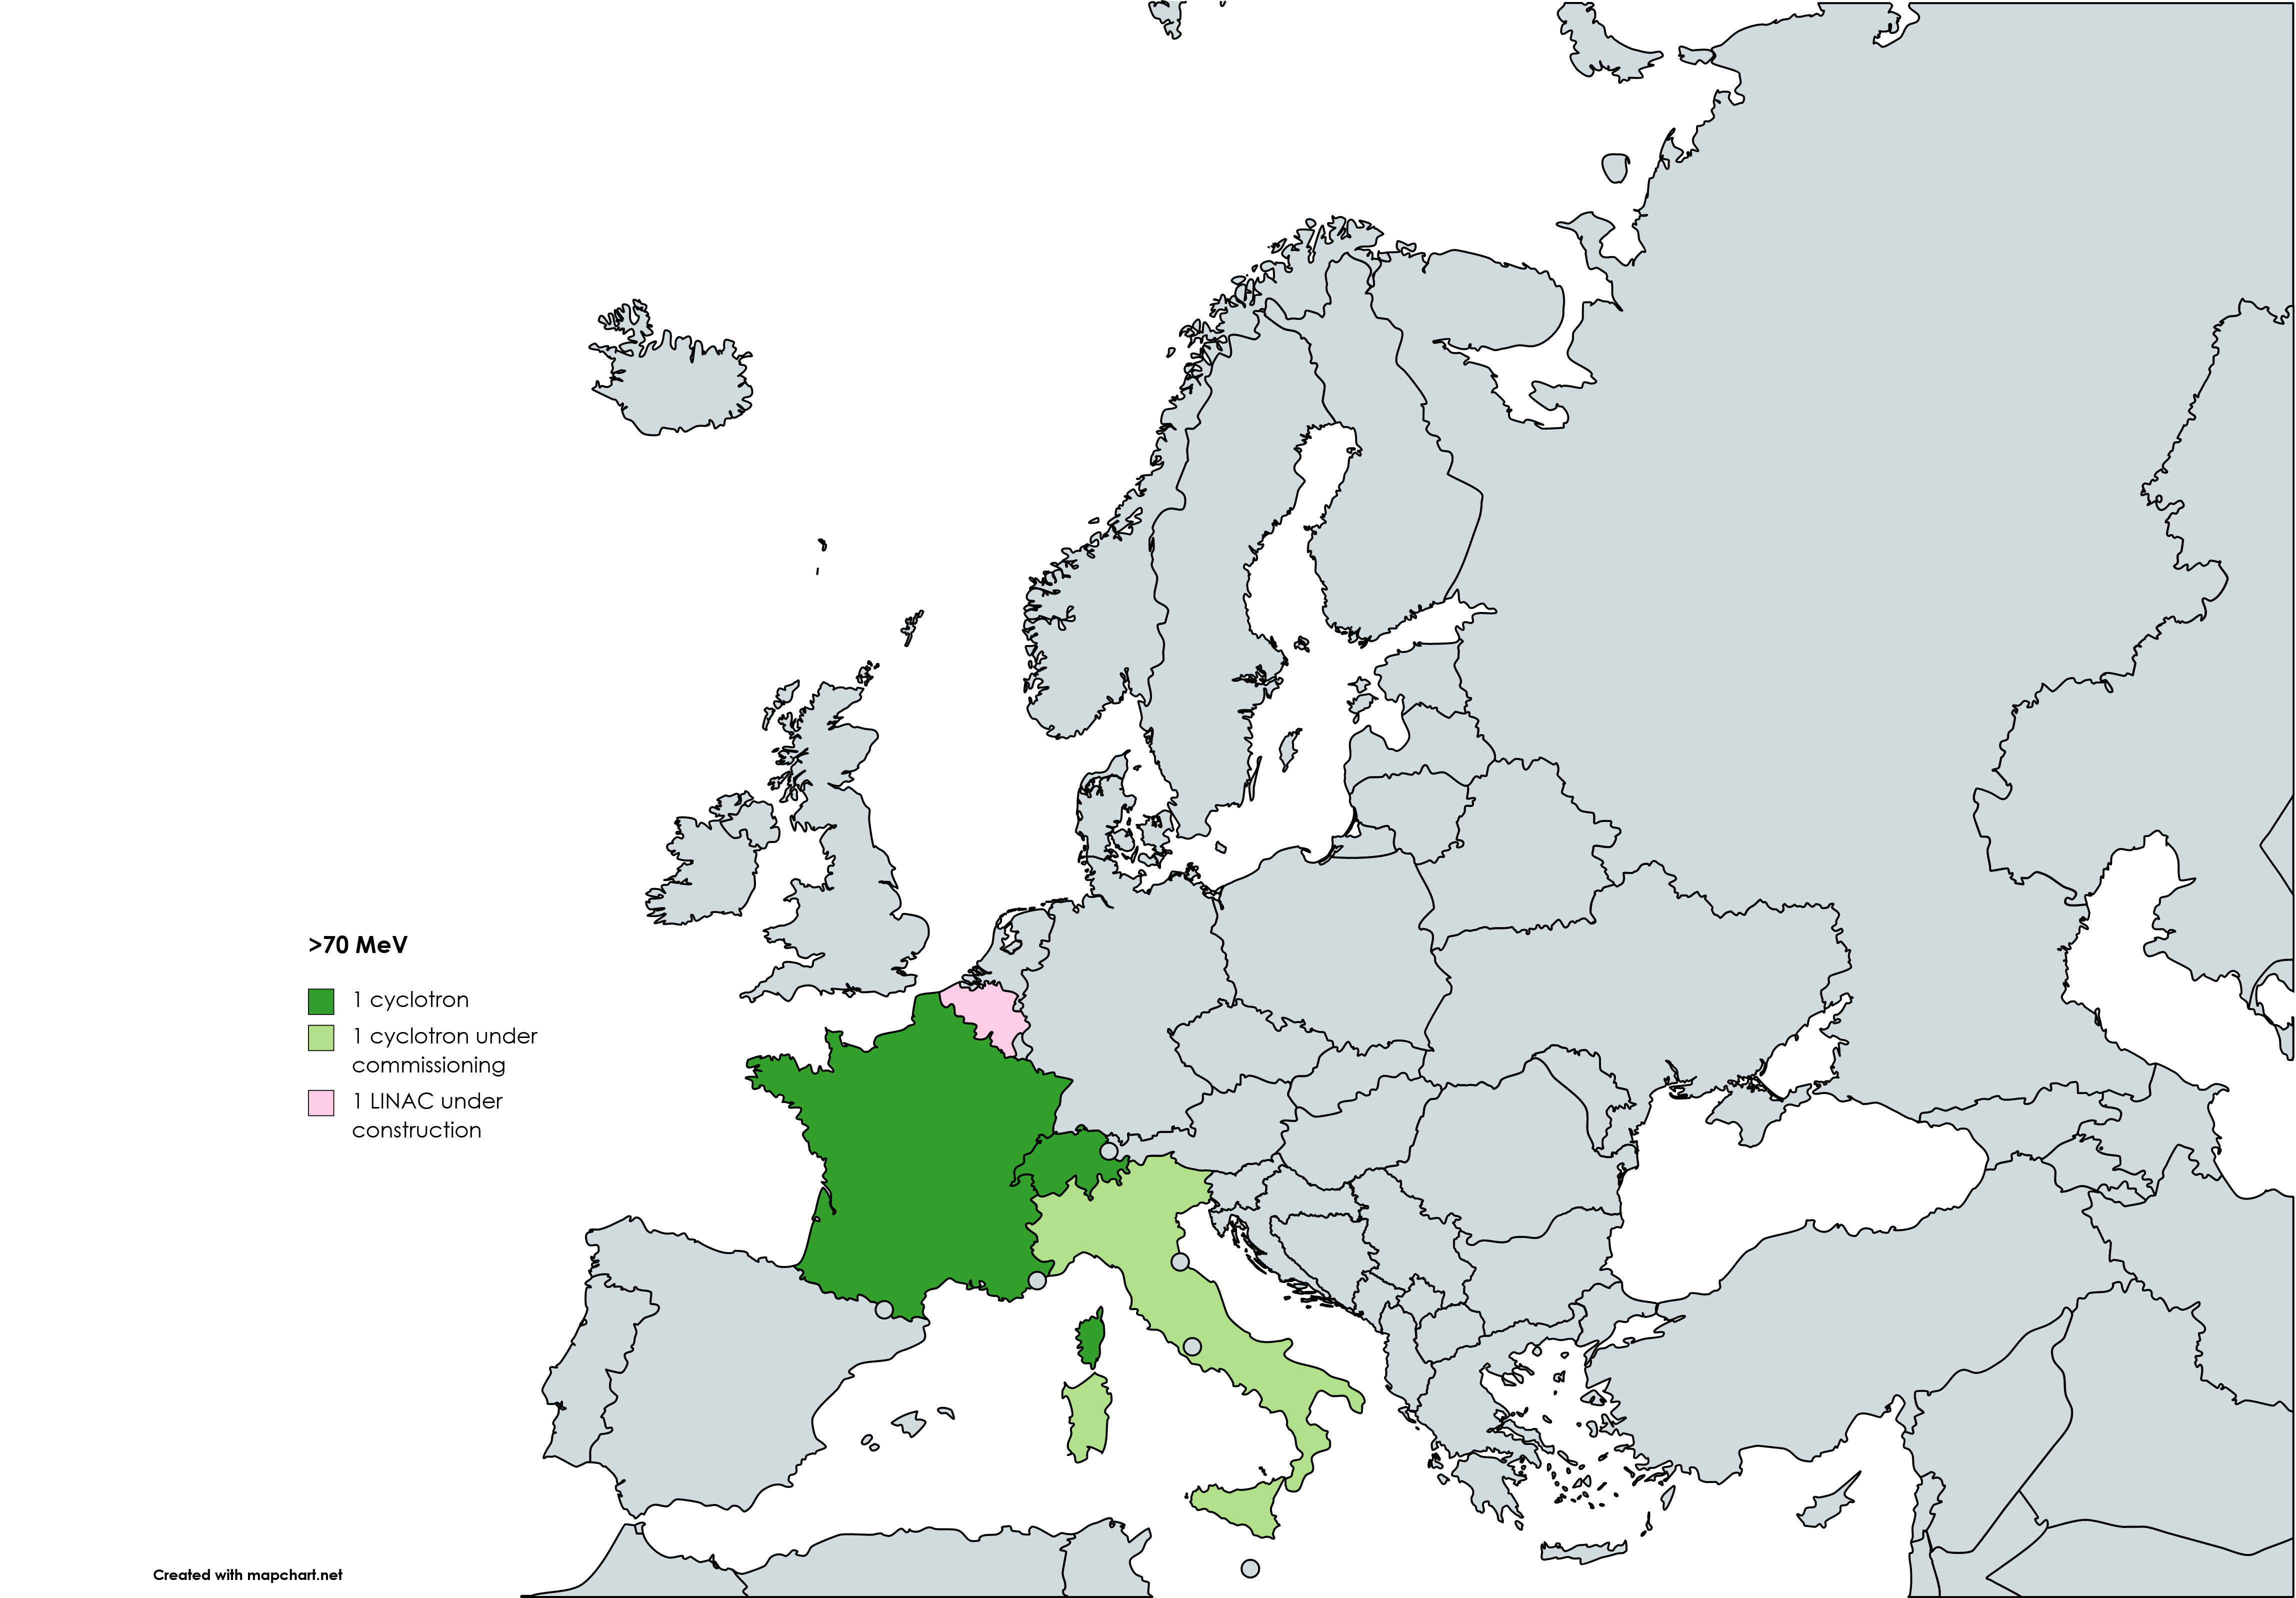 >70 MeV
1 cyclotron
1 cyclotron under
commissioning
1 LINAC under
construction
Created with mapchart.net